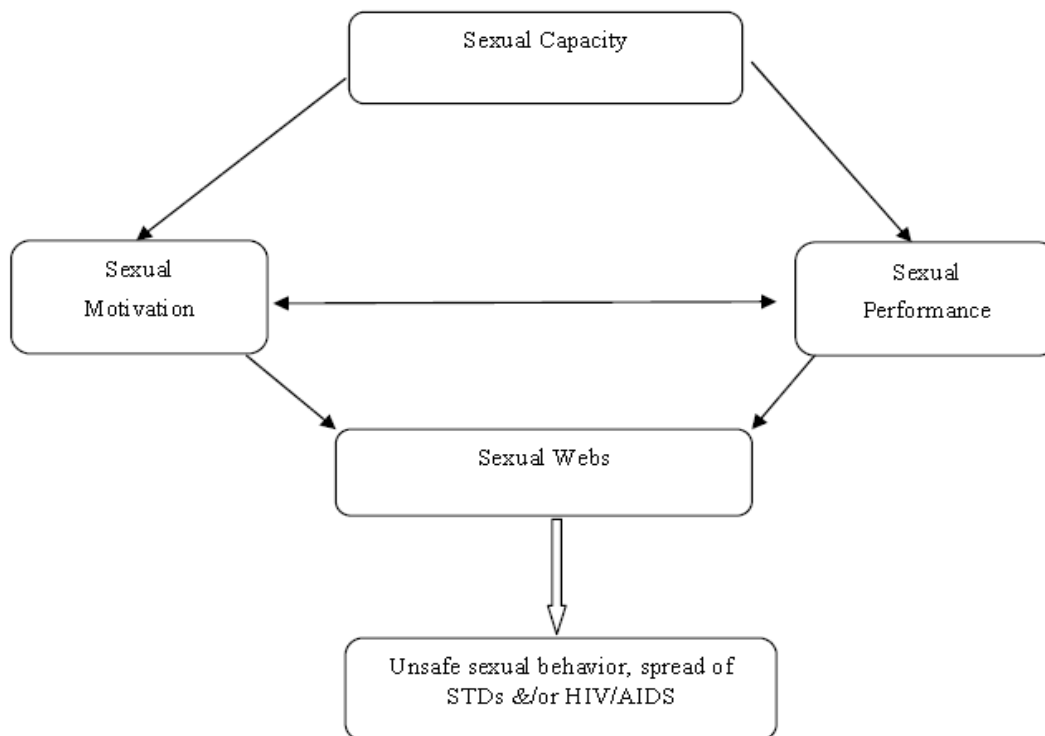 Sexual Capacity
Sexual
Motivation
Sexual
Performance
Sexual Webs
Unsafe sexual behavior, spread of
STDs &/or HIV/AIDS